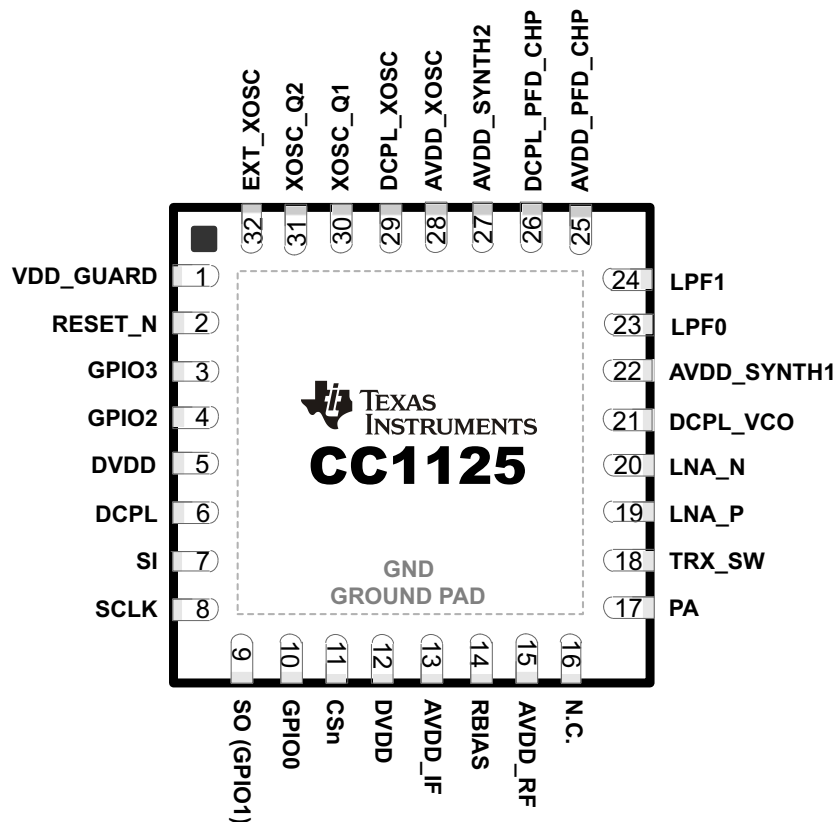 EXT_XOSC
XOSC_Q2
XOSC_Q1
DCPL_XOSC
AVDD_XOSC
AVDD_SYNTH2
DCPL_PFD_CHP
AVDD_PFD_CHP
32
31
30
29
28
27
26
25
VDD_GUARD 1
RESET_N 2
GPIO3 3
GPIO2 4
DVDD 5
DCPL 6
SI 7
SCLK 8
24 LPF1
23 LPF0
22 AVDD_SYNTH1
21 DCPL_VCO
20 LNA_N
19 LNA_P
18 TRX_SW
17 PA
TEXAS
INSTRUMENTS
CC1125
GND
GROUND PAD
9
10
11
12
13
14
15
16
SO (GPIO1)
GPIO0
CSn
DVDD
AVDD_IF
RBIAS
AVDD_RF
N.C.